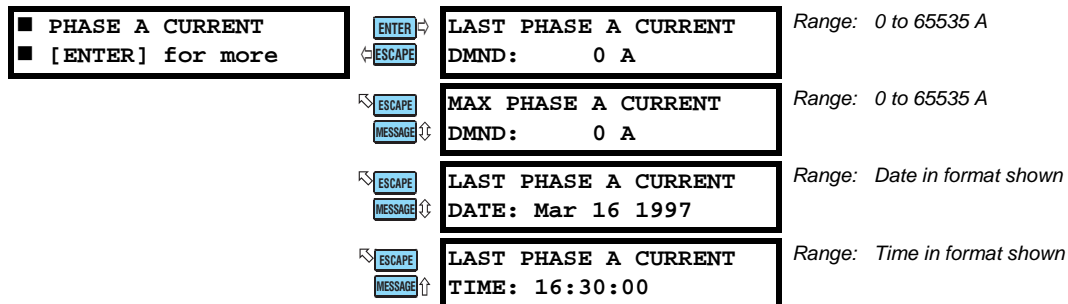 ■ PHASE A CURRENT
■ [ENTER] for more
ENTER
ESCAPE
LAST PHASE A CURRENT
DMND: 0 A
Range: 0 to 65535 A
ESCAPE
MESSAGE
MAX PHASE A CURRENT
DMND: 0 A
Range: 0 to 65535 A
ESCAPE
MESSAGE
LAST PHASE A CURRENT
DATE: Mar 16 1997
Range: Date in format shown
ESCAPE
MESSAGE
LAST PHASE A CURRENT
TIME: 16:30:00
Range: Time in format shown